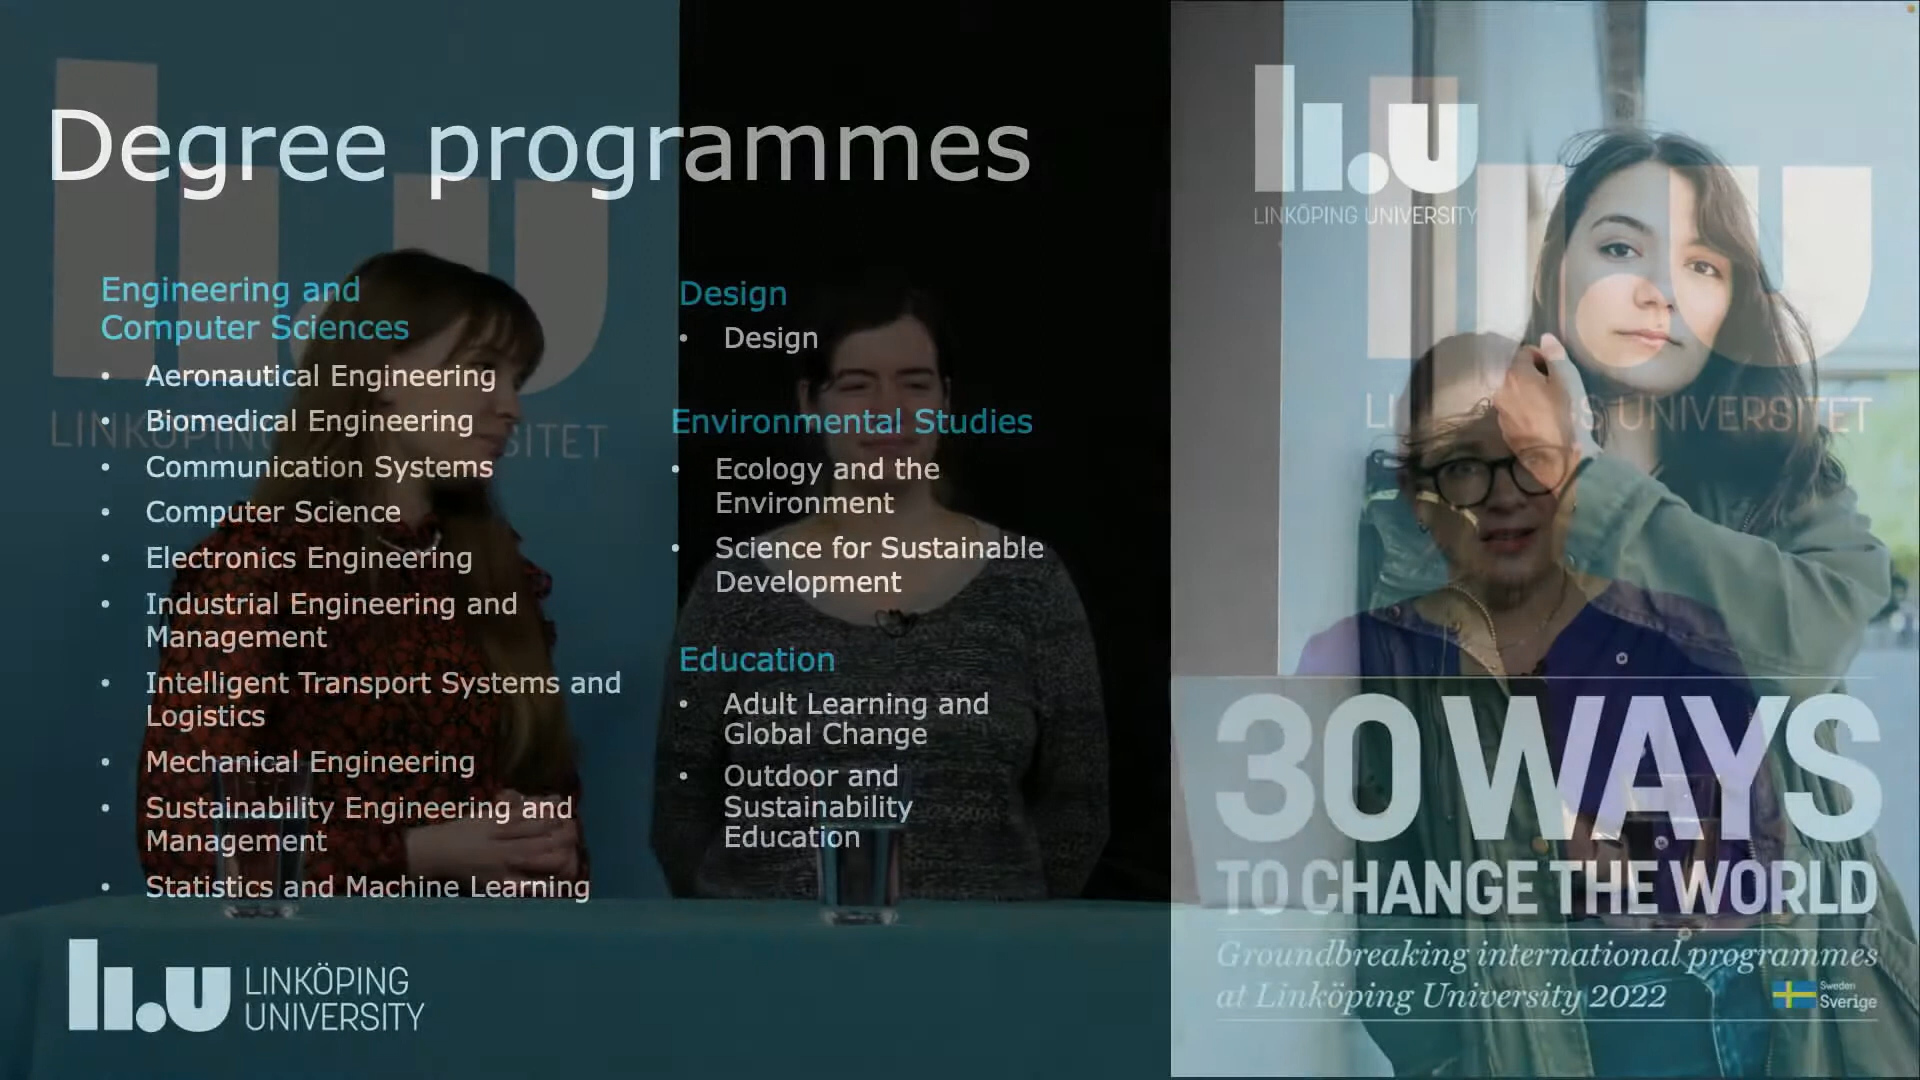 Degree programmes
Engineering and
Computer Sciences
• Aeronautical Engineering
• Biomedical Engineering
• Communication Systems
• Computer Science
• Electronics Engineering
• Industrial Engineering and
Management
• Intelligent Transport Systems and
Logistics
• Mechanical Engineering
• Sustainability Engineering and
Management
• Statistics and Machine Learning
Design
• Design
Environmental Studies
• Ecology and the
Environment
• Science for Sustainable
Development
Education
• Adult Learning and
Global Change
• Outdoor and
Sustainability
Education
li.u LINKÖPING
UNIVERSITY
li.u
LINKÖPING UNIVERSITY
UNIVERSITET
30 WAYS
TO CHANGE THE WORLD
Groundbreaking international programmes
at Linköping University 2022
Sweden
Sverige